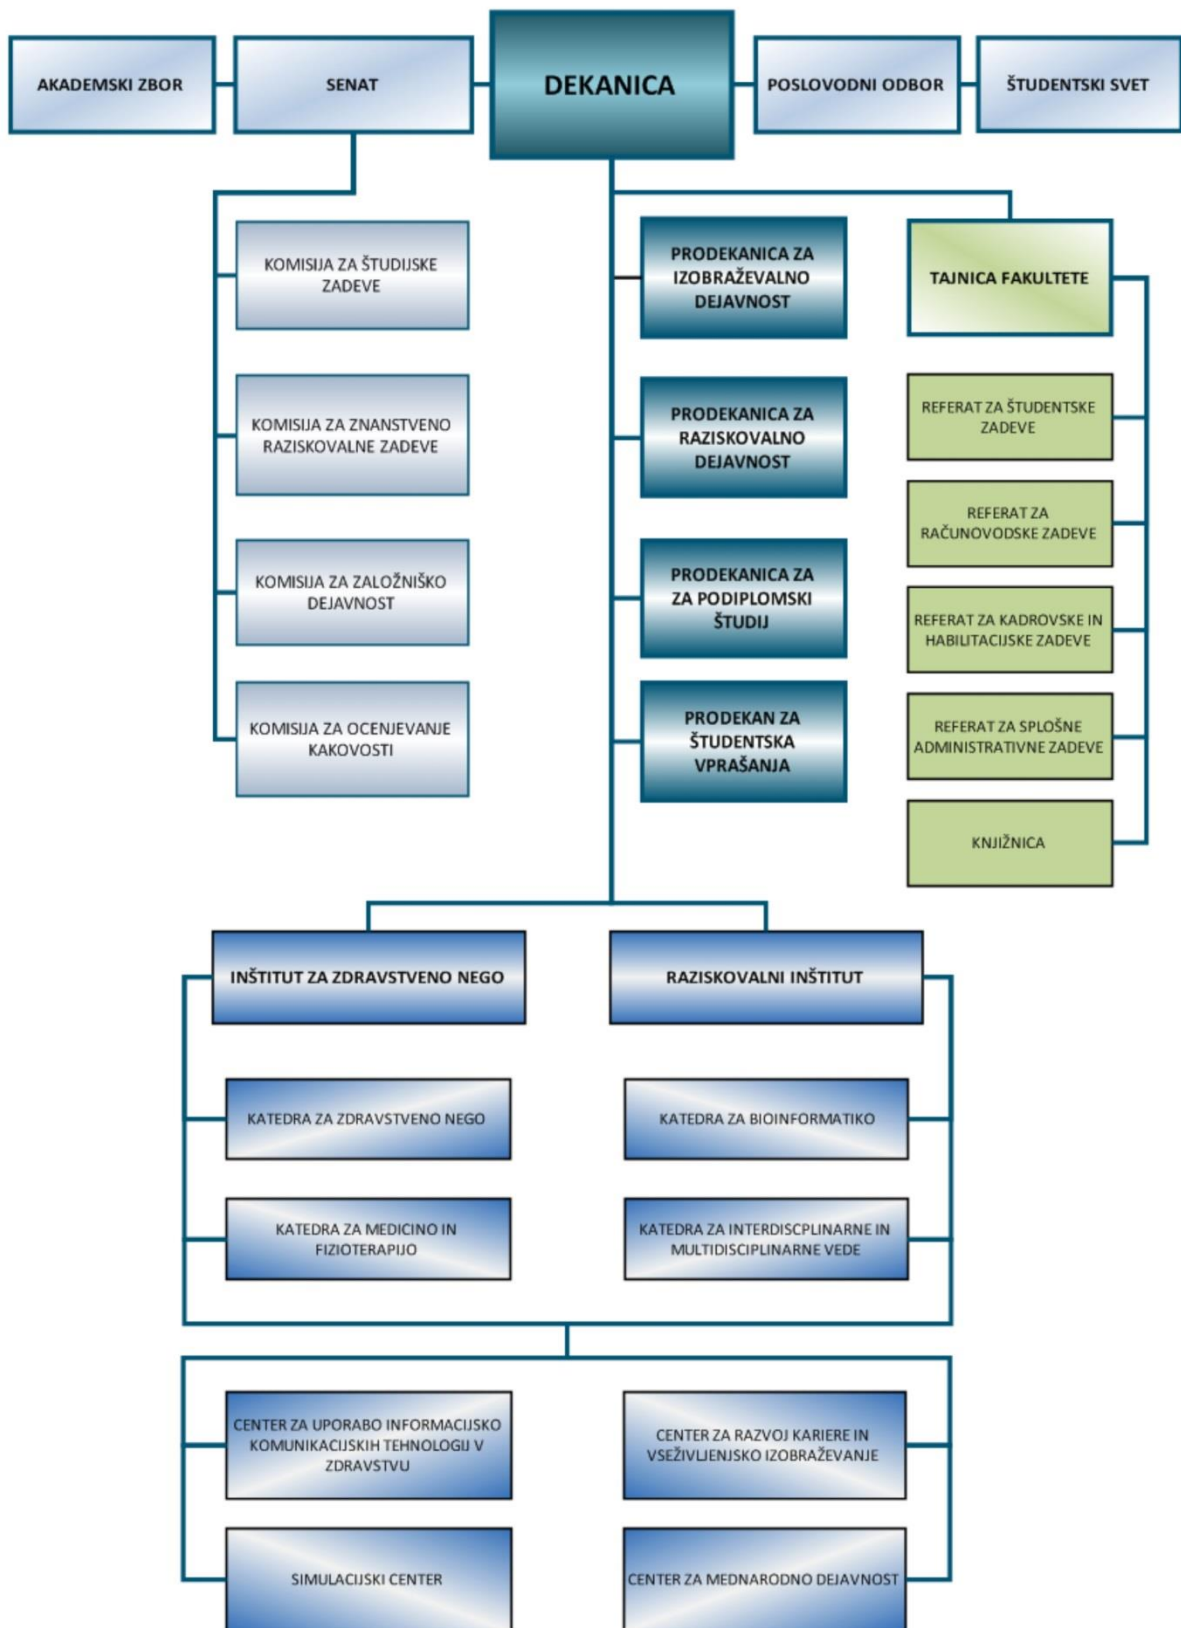 AKADEMSKI ZBOR
SENAT
DEKANICA
POSLOVODNI ODBOR
ŠTUDENTSKI SVET
KOMISIJA ZA ŠTUDIJSKE
ZADEVE
KOMISIJA ZA ZNANSTVENO
RAZISKOVALNE ZADEVE
KOMISIJA ZA ZALOŽNIŠKO
DEJAVNOST
KOMISIJA ZA OCENJEVANJE
KAKOVOSTI
PRODEKANICA ZA
IZOBRAŽEVALNO
DEJAVNOST
PRODEKANICA ZA
RAZISKOVALNO
DEJAVNOST
PRODEKANICA ZA
ZA PODIPLOMSKI
ŠTUDIJ
PRODEKAN ZA
ŠTUDENTSKA
VPRAŠANJA
TAJNICA FAKULTETE
REFERAT ZA ŠTUDENTSKE
ZADEVE
REFERAT ZA
RAČUNOVODSKE ZADEVE
REFERAT ZA KADROVSKE IN
HABILITACIJSKE ZADEVE
REFERAT ZA SPLOŠNE
ADMINISTRATIVNE ZADEVE
KNJIŽNICA
INŠTITUT ZA ZDRAVSTVENO NEGO
RAZISKOVALNI INŠTITUT
KATEDRA ZA ZDRAVSTVENO NEGO
KATEDRA ZA BIOINFORMATIKO
KATEDRA ZA MEDICINO IN
FIZIOTERAPIJO
KATEDRA ZA INTERDISCPLINARNE IN
MULTIDISCIPLINARNE VEDE
CENTER ZA UPORABO INFORMACIJSKO
KOMUNIKACIJSKIH TEHNOLOGIJ V
ZDRAVSTVU
CENTER ZA RAZVOJ KARIERE IN
VSEŽIVLJENJSKO IZOBRAŽEVANJE
SIMULACIJSKI CENTER
CENTER ZA MEDNARODNO DEJAVNOST